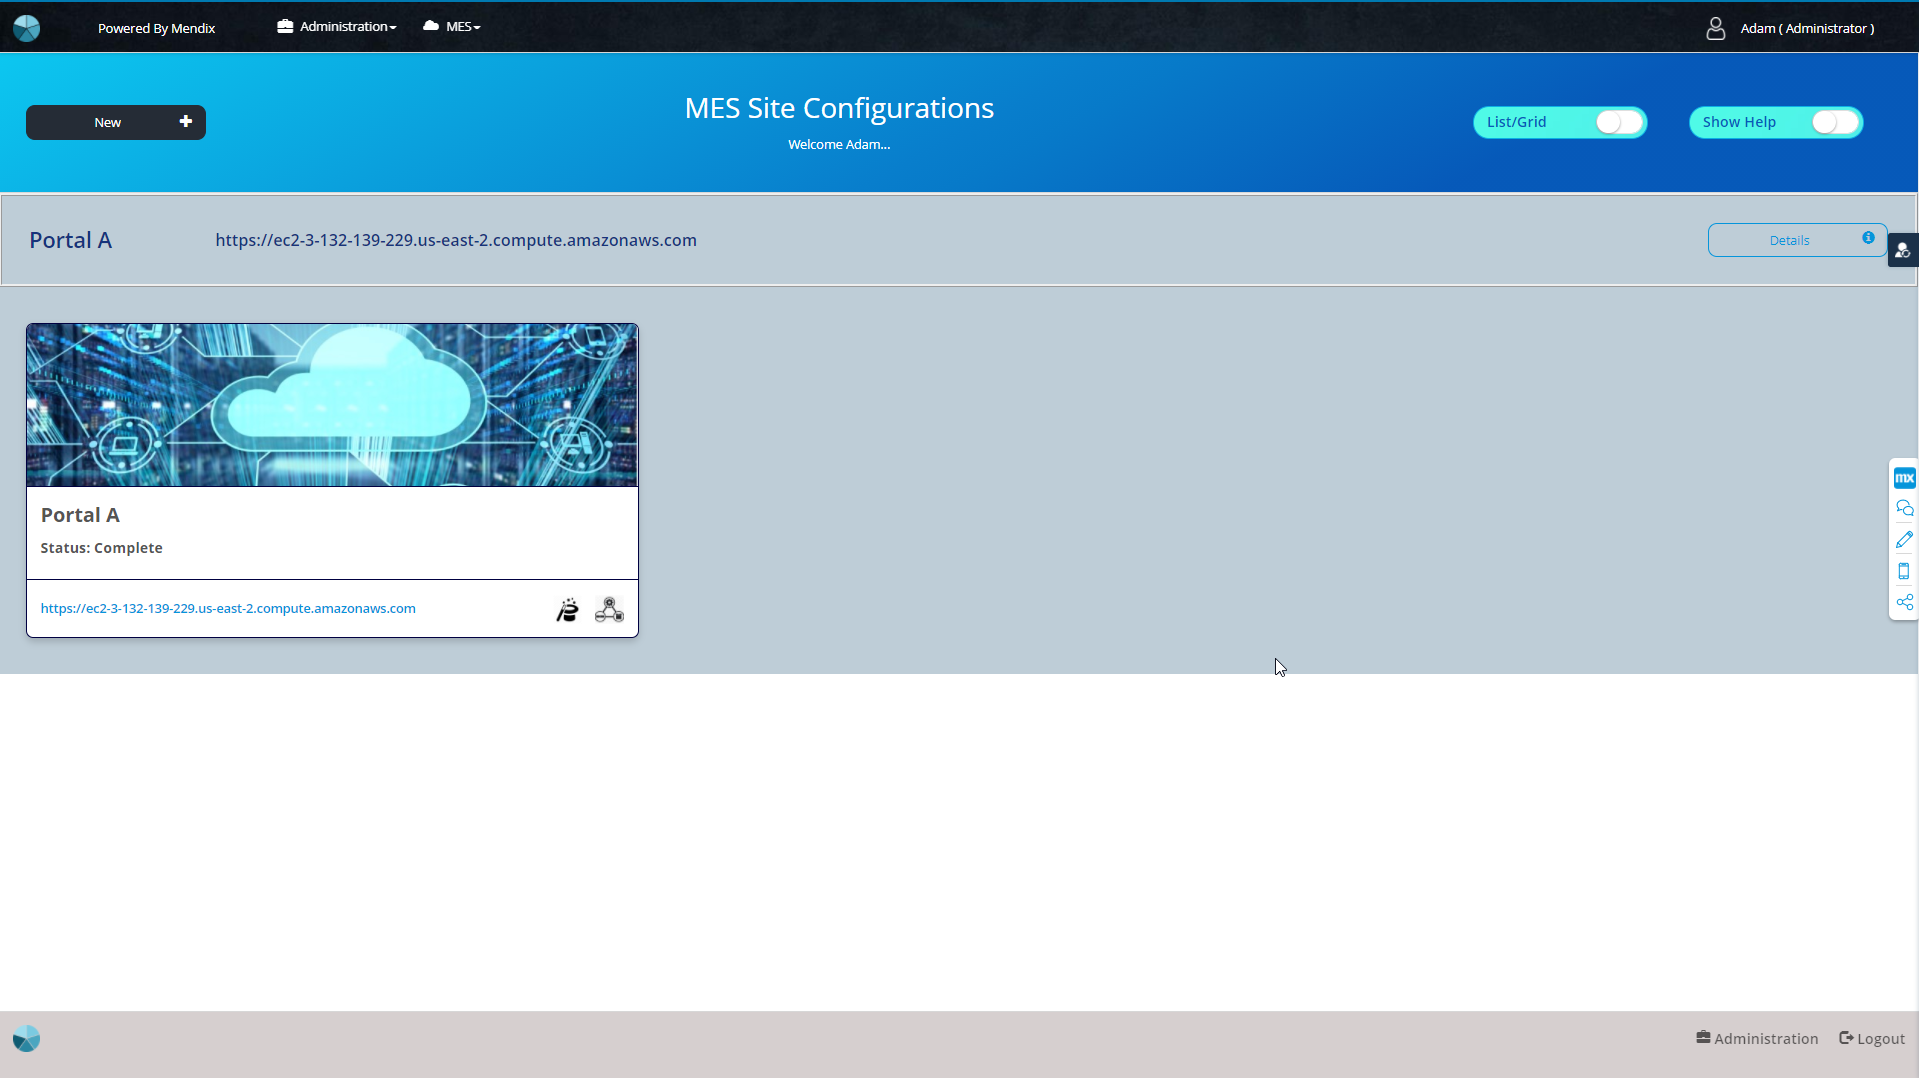 Powered By Mendix
Administration
MES
Adam ( Administrator )
New
MES Site Configurations
Welcome Adam...
List/Grid
Show Help
Portal A
https://ec2-3-132-139-229.us-east-2.compute.amazonaws.com
Details
Portal A
Status: Complete
https://ec2-3-132-139-229.us-east-2.compute.amazonaws.com
mx
Administration
Logout